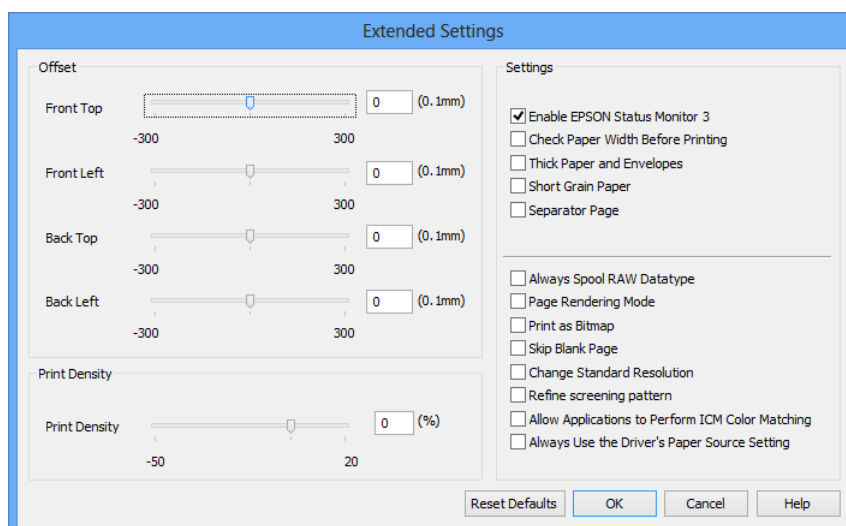 Extended Settings
Offset
Front Top 0 (0.1mm)
-300 300
Front Left 0 (0.1mm)
-300 300
Back Top 0 (0.1mm)
-300 300
Back Left 0 (0.1mm)
-300 300
Print Density
Print Density 0 (%)
-50 20
Settings
Enable EPSON Status Monitor 3
Check Paper Width Before Printing
Thick Paper and Envelopes
Short Grain Paper
Separator Page
Always Spool RAW Datatype
Page Rendering Mode
Print as Bitmap
Skip Blank Page
Change Standard Resolution
Refine screening pattern
Allow Applications to Perform ICM Color Matching
Always Use the Driver's Paper Source Setting
Reset Defaults OK Cancel Help